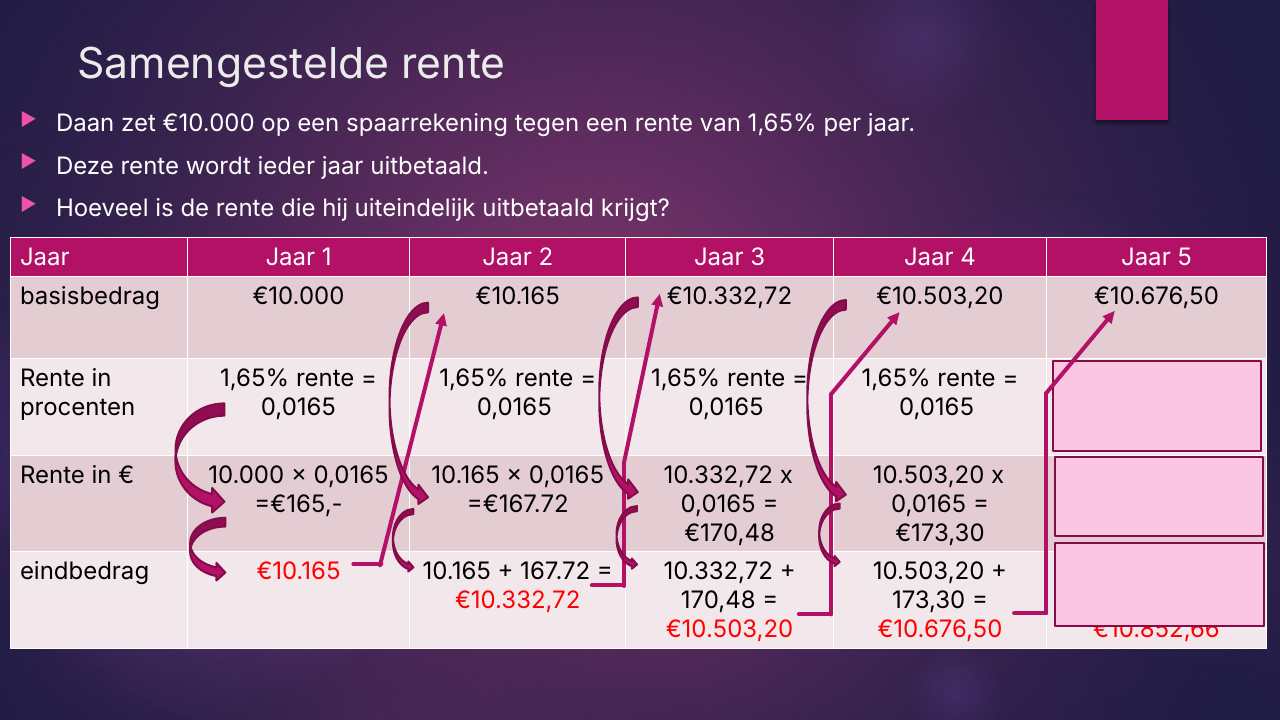 Samengestelde rente
Daan zet €10.000 op een spaarrekening tegen een rente van 1,65% per jaar.
Deze rente wordt ieder jaar uitbetaald.
Hoeveel is de rente die hij uiteindelijk uitbetaald krijgt?
Jaar Jaar 1 Jaar 2 Jaar 3 Jaar 4 Jaar 5
basisbedrag €10.000 €10.165 €10.332,72 €10.503,20 €10.676,50
Rente in 1,65% rente = 1,65% rente = 1,65% rente = 1,65% rente =
procenten 0,0165 0,0165 0,0165 0,0165
Rente in € 10.000 × 0,0165 10.165 × 0,0165 10.332,72 x 10.503,20 x
=€165,- =€167.72 0,0165 = 0,0165 =
€170,48 €173,30
eindbedrag €10.165 10.165 + 167.72 = 10.332,72 + 10.503,20 +
€10.332,72 170,48 = 173,30 =
€10.503,20 €10.676,50 €10.852,66